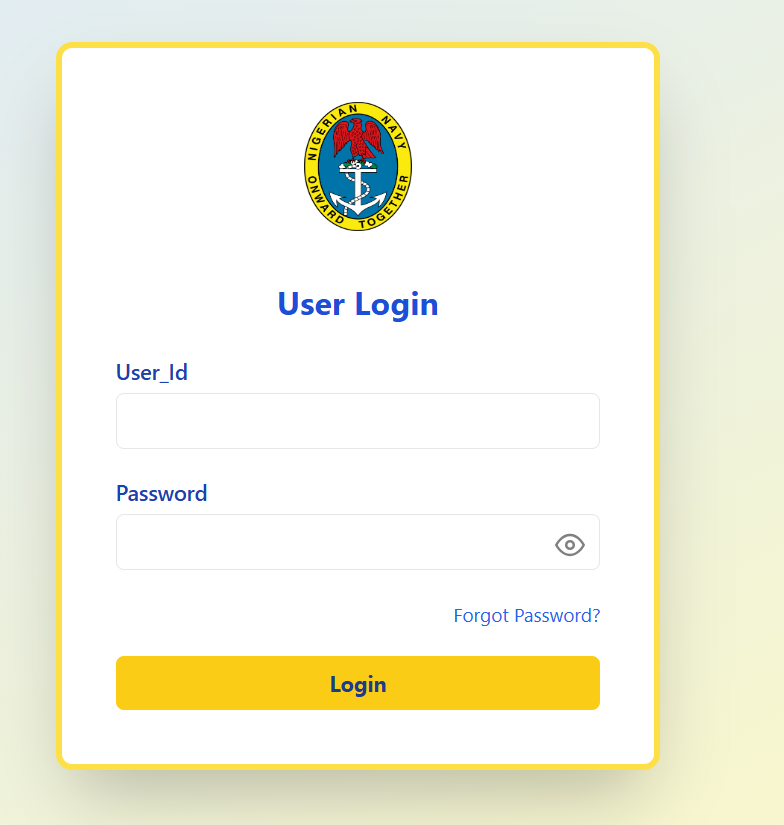 NIGERIAN NAVY
ONWARD TOGETHER
User Login
User_Id
Password
Forgot Password?
Login